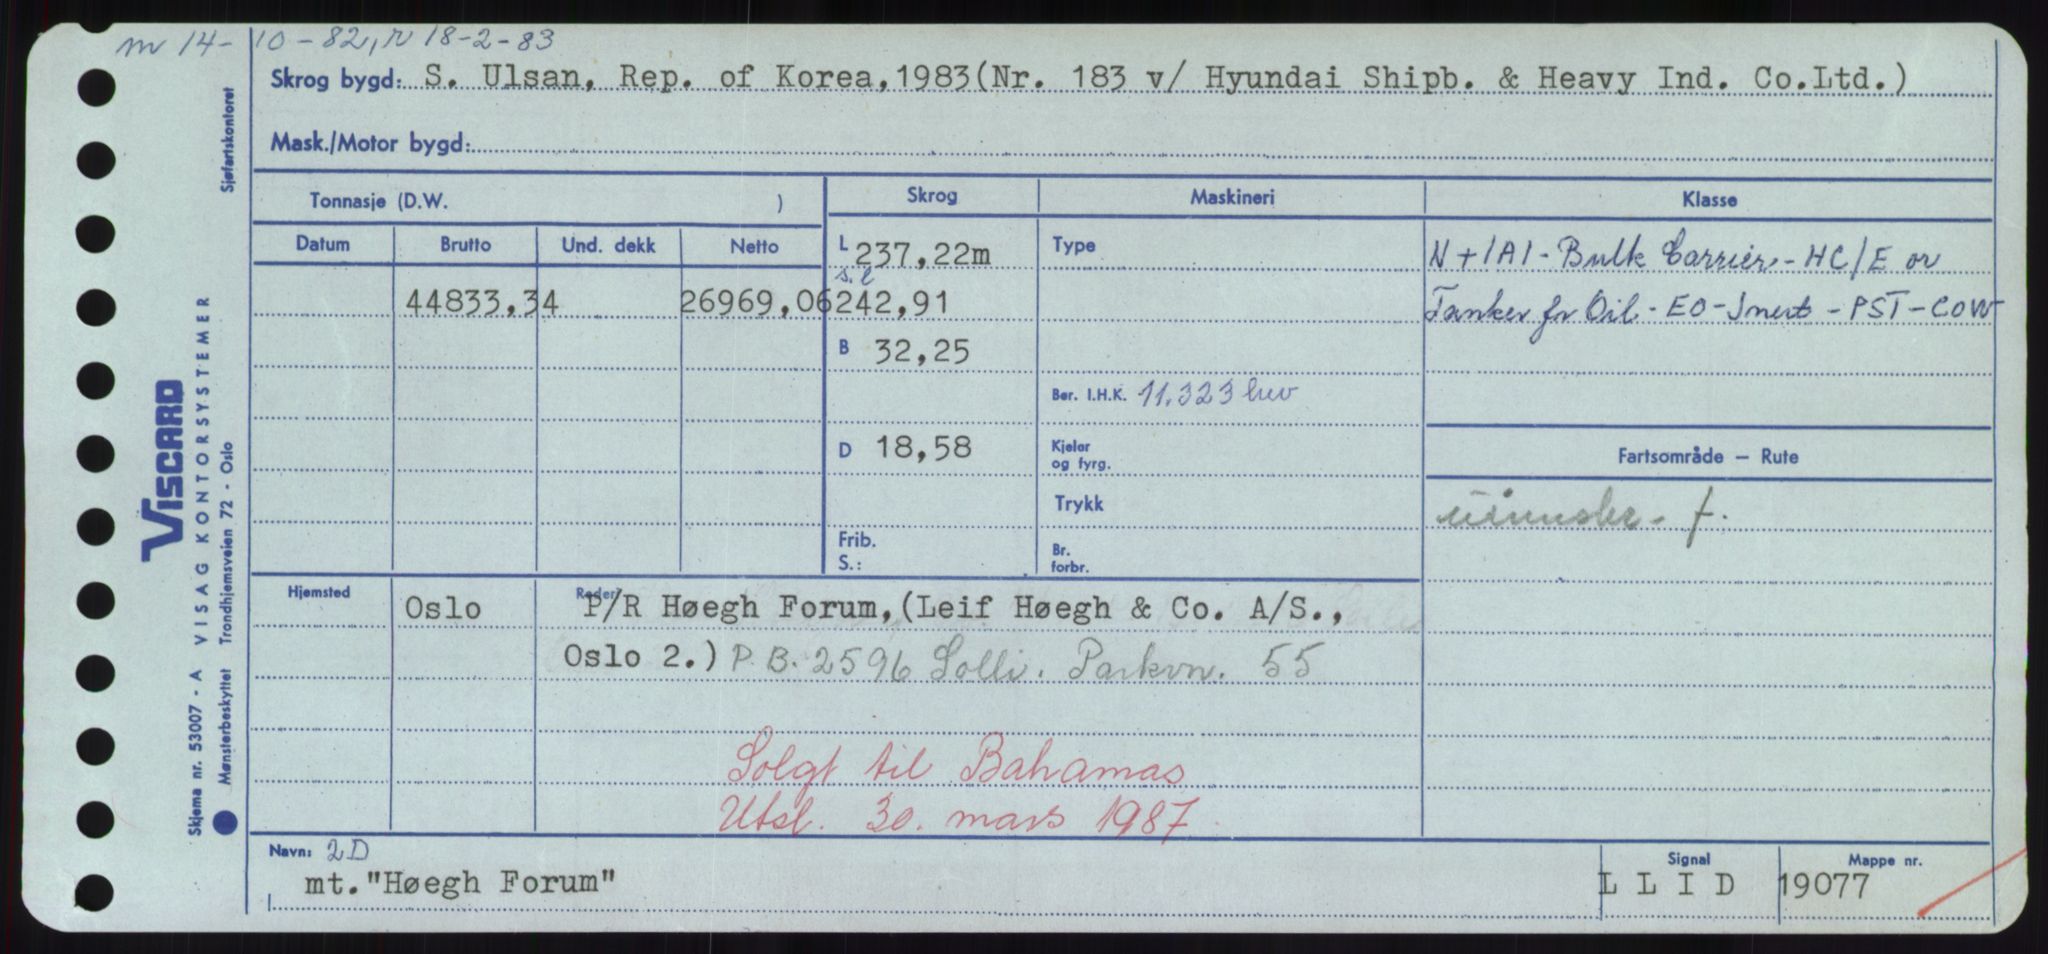 m 14-10-82, r 18-2-83
Skrog bygd: S. Ulsan, Rep. of Korea,1983(Nr. 183 v/ Hyundai Shipb. & Heavy Ind. Co.Ltd.)
Mask./Motor bygd:
Tonnasje (D.W. )
Skrog
Maskineri
Klasse
Datum
Brutto
Und. dekk
Netto
44833,34
26969,06
L 237,22m
s.l
242,91
B 32,25
D 18,58
Frib.
S.:
Type
Ber. I.H.K. 11.323
Kjeler
og fyrg.
Trykk
Br.
forbr.
N+1A1 - Bulk Carrier - HC/E or
Tanker for Oil - EO - Inert - PST - COW
Fartsområde — Rute
f.
Hjemsted
Oslo
Rederi
P/R Høegh Forum,(Leif Høegh & Co. A/S.,
Oslo 2.) P.B. 2596 Solli. Parkvn. 55
Solgt til Bahamas
Utsl. 30. mars 1987.
Navn: 2D
mt."Høegh Forum"
Signal
L L I D
Mappe nr.
19077
VISCARD
VISAG KONTORSYSTEMER
Skjema nr. 53007 - A
Mønsterbeskyttet Trondhjemsveien 72 - Oslo
Sjøfartskontoret